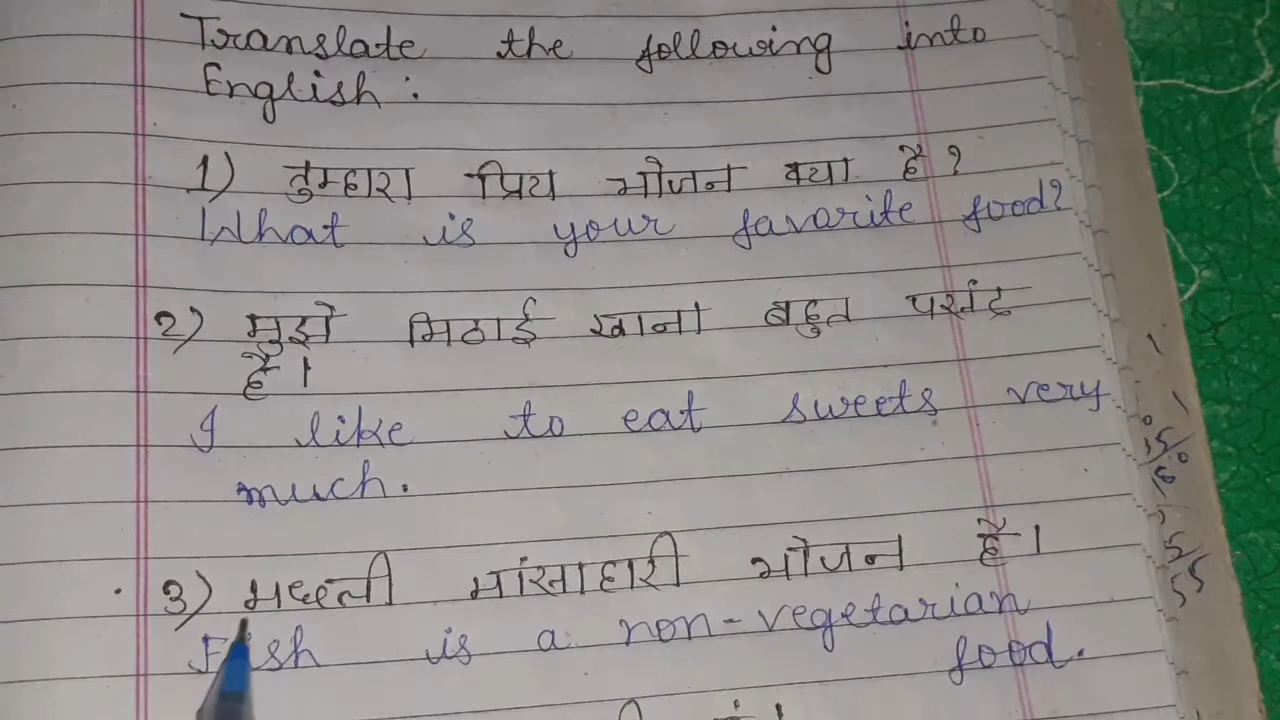 Translate the following into
English :
1) तुम्हारा प्रिय भोजन क्या है ?
What is your favorite food?
2) मुझे मिठाई खाना बहुत पसंद
है ।
I like to eat sweets very
much.
3) मछली मांसाहारी भोजन है ।
Fish is a non-vegetarian
food.